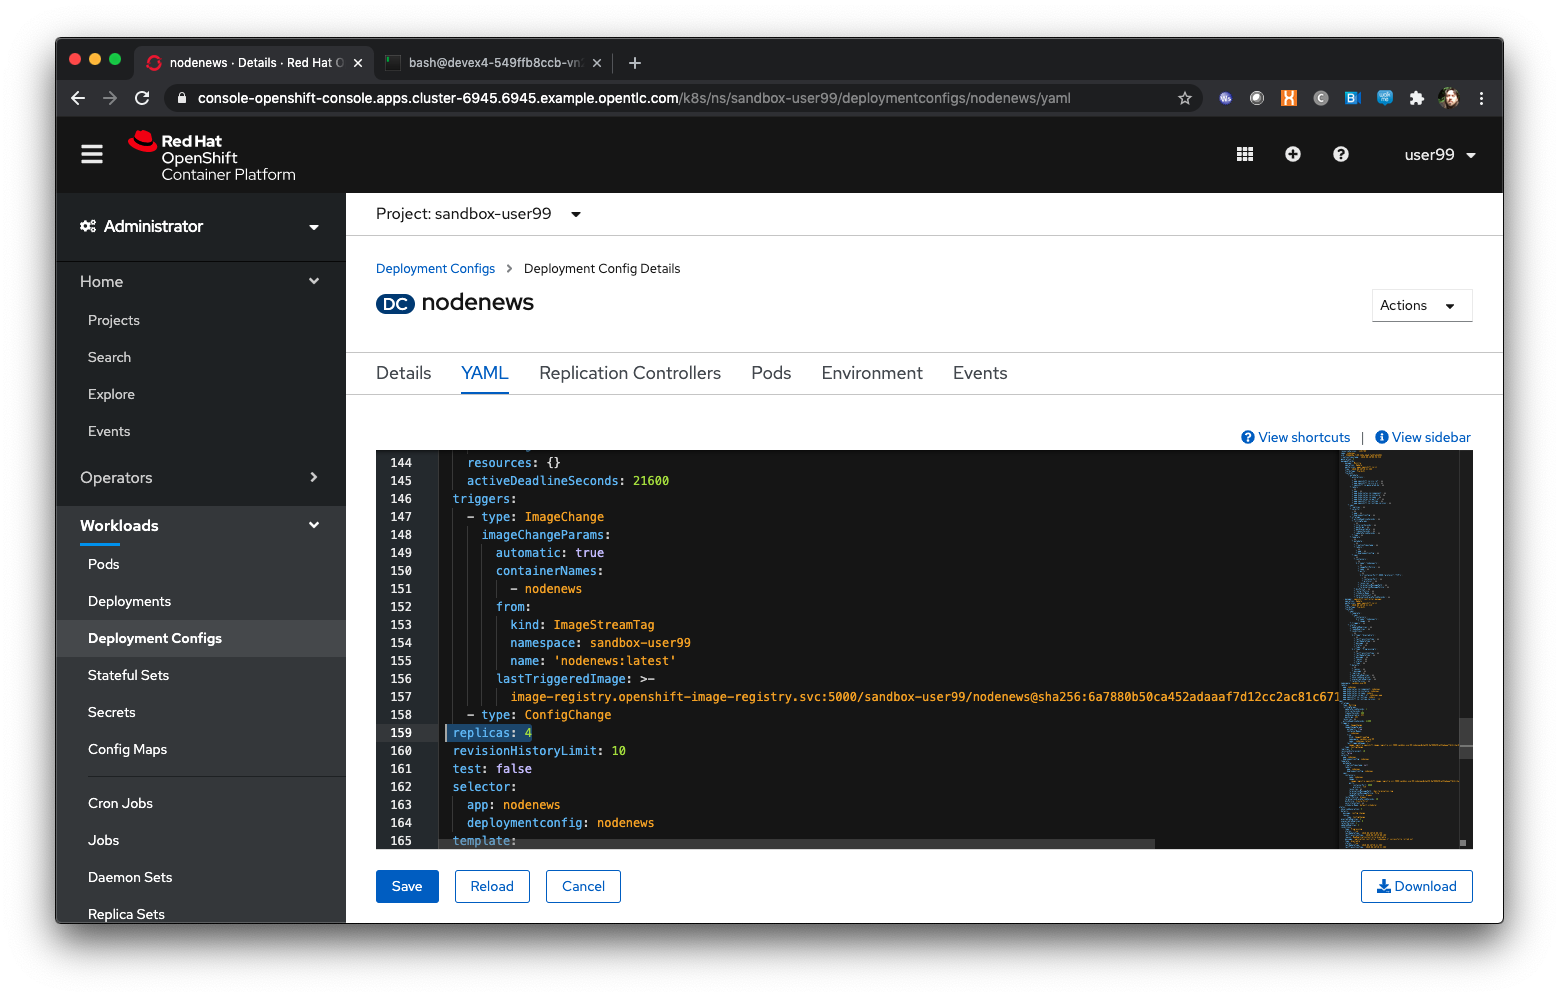 nodenews · Details · Red Hat O
bash@devex4-549ffb8ccb-vn
console-openshift-console.apps.cluster-6945.6945.example.opentlc.com/k8s/ns/sandbox-user99/deploymentconfigs/nodenews/yaml
Red Hat
OpenShift
Container Platform
user99
Administrator
Home
Projects
Search
Explore
Events
Operators
Workloads
Pods
Deployments
Deployment Configs
Stateful Sets
Secrets
Config Maps
Cron Jobs
Jobs
Daemon Sets
Replica Sets
Project: sandbox-user99
Deployment Configs > Deployment Config Details
DC nodenews
Actions
Details YAML Replication Controllers Pods Environment Events
View shortcuts | View sidebar
144 resources: {}
145 activeDeadlineSeconds: 21600
146 triggers:
147 - type: ImageChange
148 imageChangeParams:
149 automatic: true
150 containerNames:
151 - nodenews
152 from:
153 kind: ImageStreamTag
154 namespace: sandbox-user99
155 name: 'nodenews:latest'
156 lastTriggeredImage: >-
157 image-registry.openshift-image-registry.svc:5000/sandbox-user99/nodenews@sha256:6a7880b50ca452adaaaf7d12cc2ac81c671
158 - type: ConfigChange
159 replicas: 4
160 revisionHistoryLimit: 10
161 test: false
162 selector:
163 app: nodenews
164 deploymentconfig: nodenews
165 template:
Save Reload Cancel Download